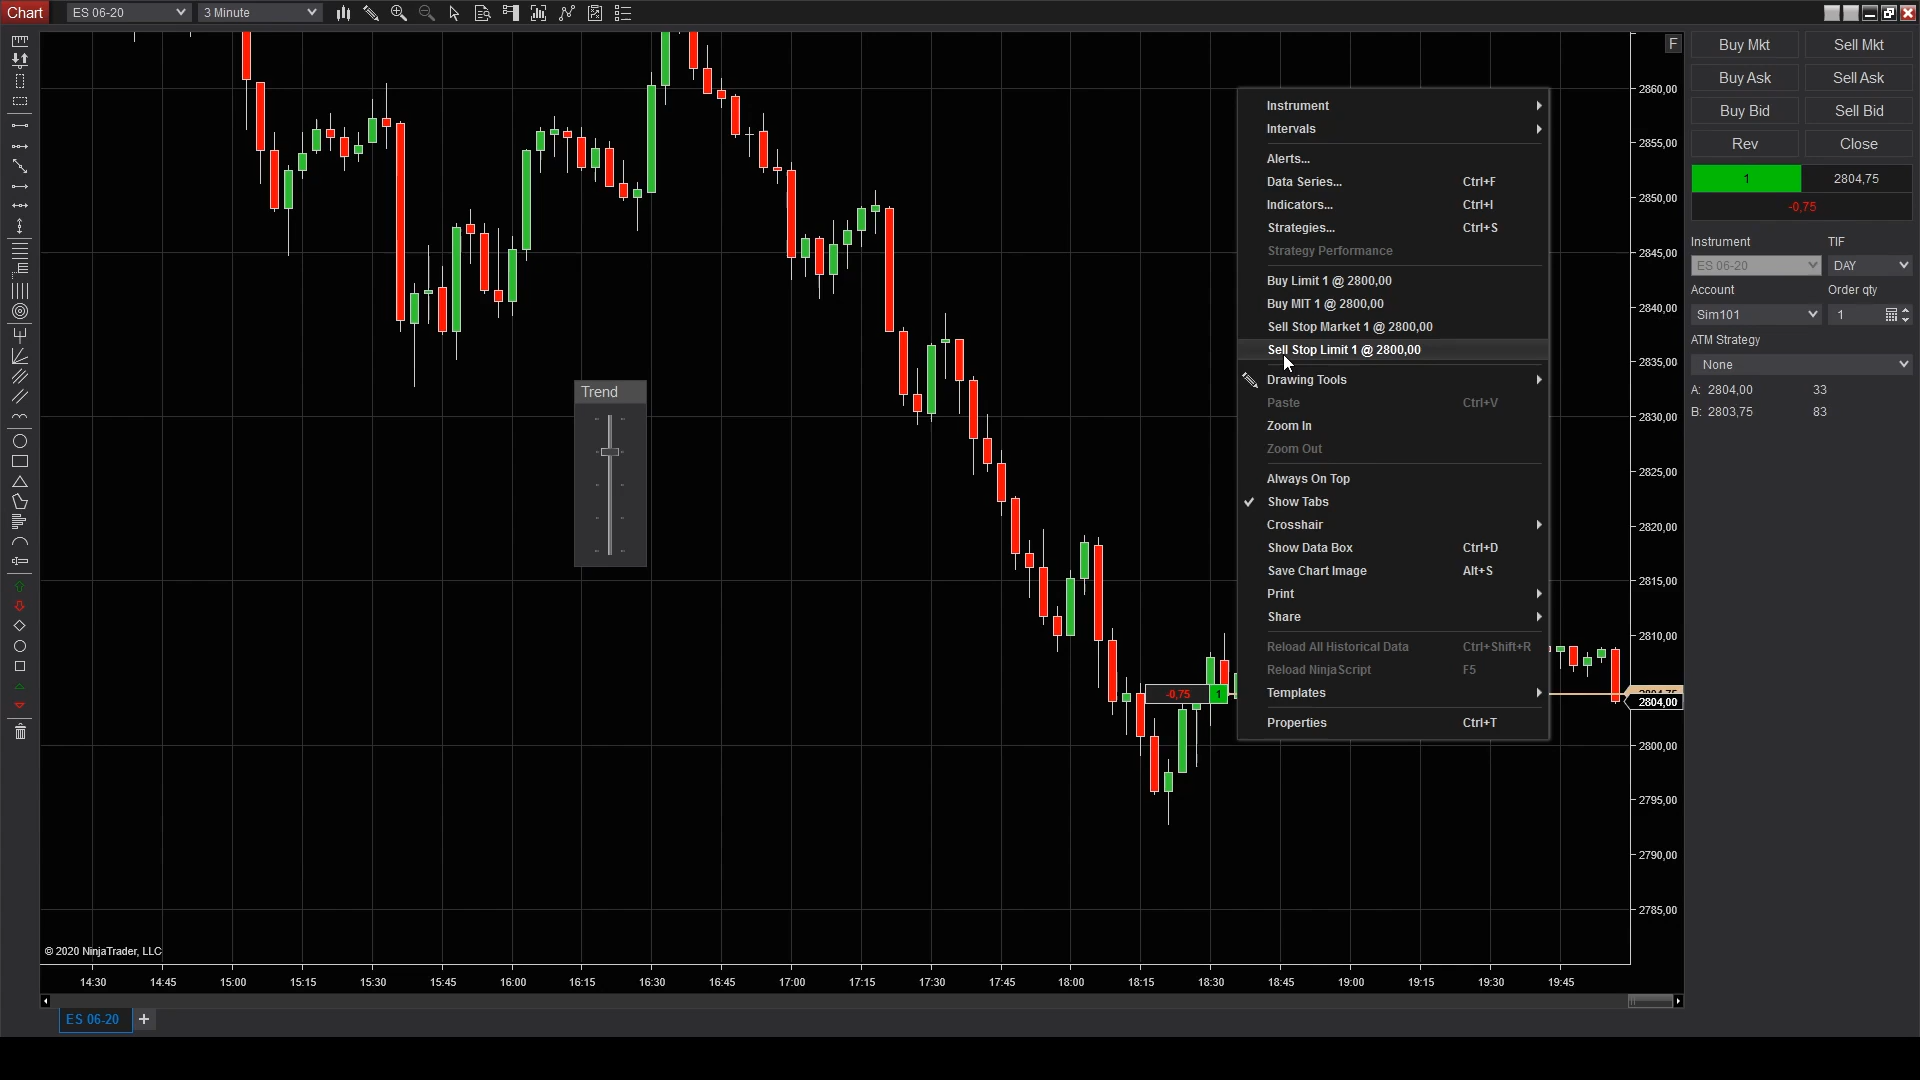 Chart
ES 06-20
3 Minute
F
Buy Mkt
Sell Mkt
Buy Ask
Sell Ask
Buy Bid
Sell Bid
Rev
Close
1
2804,75
-0,75
Instrument
TIF
ES 06-20
DAY
Account
Order qty
Sim101
1
ATM Strategy
None
A: 2804,00 33
B: 2803,75 83
Instrument
Intervals
Alerts...
Data Series... Ctrl+F
Indicators... Ctrl+I
Strategies... Ctrl+S
Strategy Performance
Buy Limit 1 @ 2800,00
Buy MIT 1 @ 2800,00
Sell Stop Market 1 @ 2800,00
Sell Stop Limit 1 @ 2800,00
Drawing Tools
Paste Ctrl+V
Zoom In
Zoom Out
Always On Top
Show Tabs
Crosshair
Show Data Box Ctrl+D
Save Chart Image Alt+S
Print
Share
Reload All Historical Data Ctrl+Shift+R
Reload NinjaScript F5
Templates
Properties Ctrl+T
Trend
-0,75
1
2860,00
2855,00
2850,00
2845,00
2840,00
2835,00
2830,00
2825,00
2820,00
2815,00
2810,00
2804,00
2800,00
2795,00
2790,00
2785,00
© 2020 NinjaTrader, LLC
14:30 14:45 15:00 15:15 15:30 15:45 16:00 16:15 16:30 16:45 17:00 17:15 17:30 17:45 18:00 18:15 18:30 18:45 19:00 19:15 19:30 19:45
ES 06-20
+